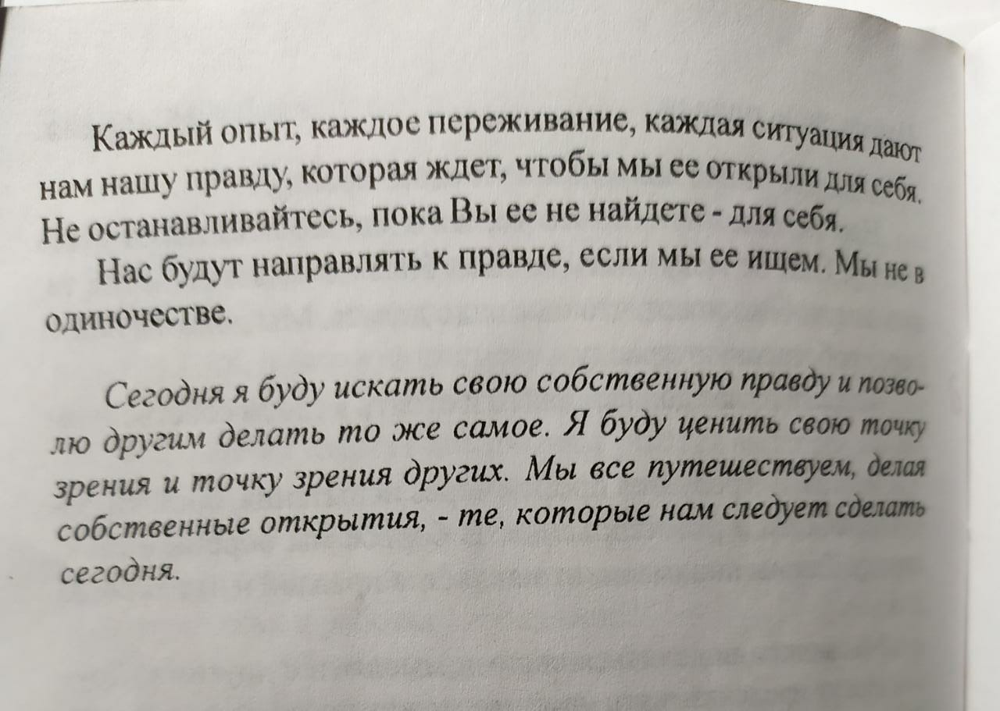 Каждый опыт, каждое переживание, каждая ситуация дают
нам нашу правду, которая ждет, чтобы мы ее открыли для себя.
Не останавливайтесь, пока Вы ее не найдете - для себя.
Нас будут направлять к правде, если мы ее ищем. Мы не в
одиночестве.
Сегодня я буду искать свою собственную правду и позво-
лю другим делать то же самое. Я буду ценить свою точку
зрения и точку зрения других. Мы все путешествуем, делая
собственные открытия, - те, которые нам следует сделать
сегодня.